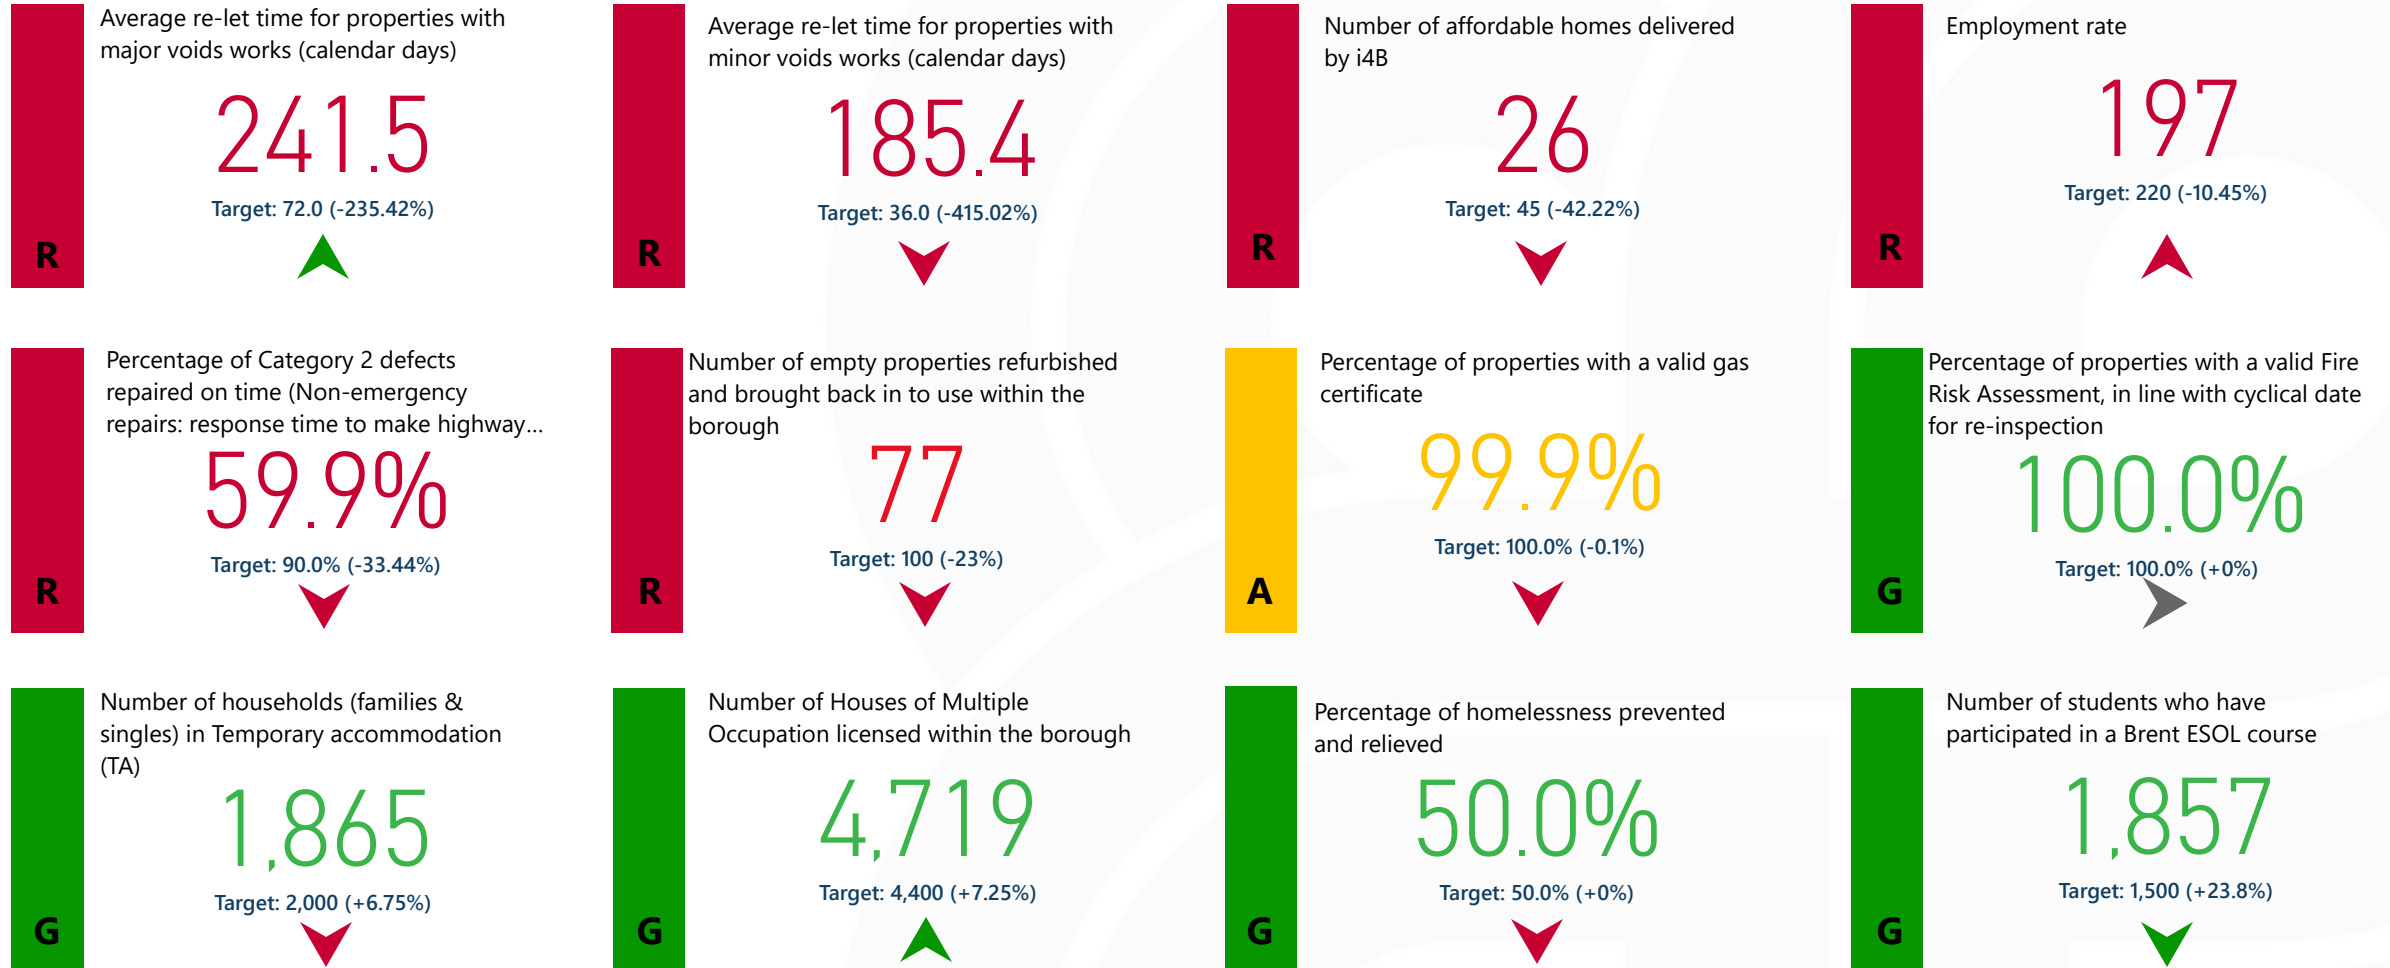 Average re-let time for properties with
major voids works (calendar days)
241.5
Target: 72.0 (-235.42%)
R
Average re-let time for properties with
minor voids works (calendar days)
185.4
Target: 36.0 (-415.02%)
R
Number of affordable homes delivered
by i4B
26
Target: 45 (-42.22%)
R
Employment rate
197
Target: 220 (-10.45%)
R
Percentage of Category 2 defects
repaired on time (Non-emergency
repairs: response time to make highway...
59.9%
Target: 90.0% (-33.44%)
R
Number of empty properties refurbished
and brought back in to use within the
borough
77
Target: 100 (-23%)
R
Percentage of properties with a valid gas
certificate
99.9%
Target: 100.0% (-0.1%)
A
Percentage of properties with a valid Fire
Risk Assessment, in line with cyclical date
for re-inspection
100.0%
Target: 100.0% (+0%)
G
Number of households (families &
singles) in Temporary accommodation
(TA)
1,865
Target: 2,000 (+6.75%)
G
Number of Houses of Multiple
Occupation licensed within the borough
4,719
Target: 4,400 (+7.25%)
G
Percentage of homelessness prevented
and relieved
50.0%
Target: 50.0% (+0%)
G
Number of students who have
participated in a Brent ESOL course
1,857
Target: 1,500 (+23.8%)
G